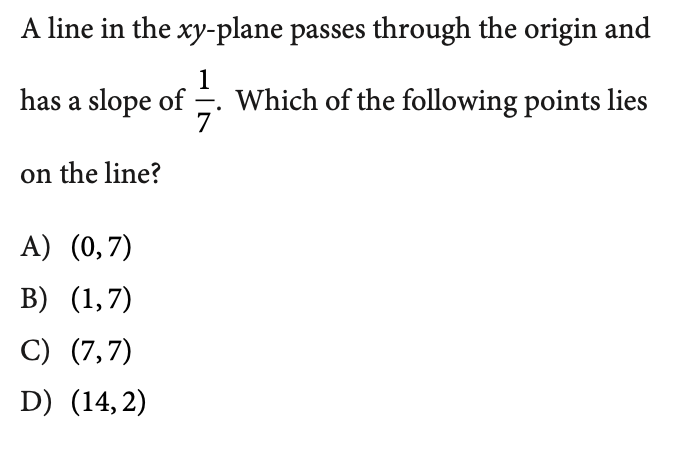 A line in the xy-plane passes through the origin and
has a slope of 1/7. Which of the following points lies
on the line?
A) (0, 7)
B) (1, 7)
C) (7, 7)
D) (14, 2)